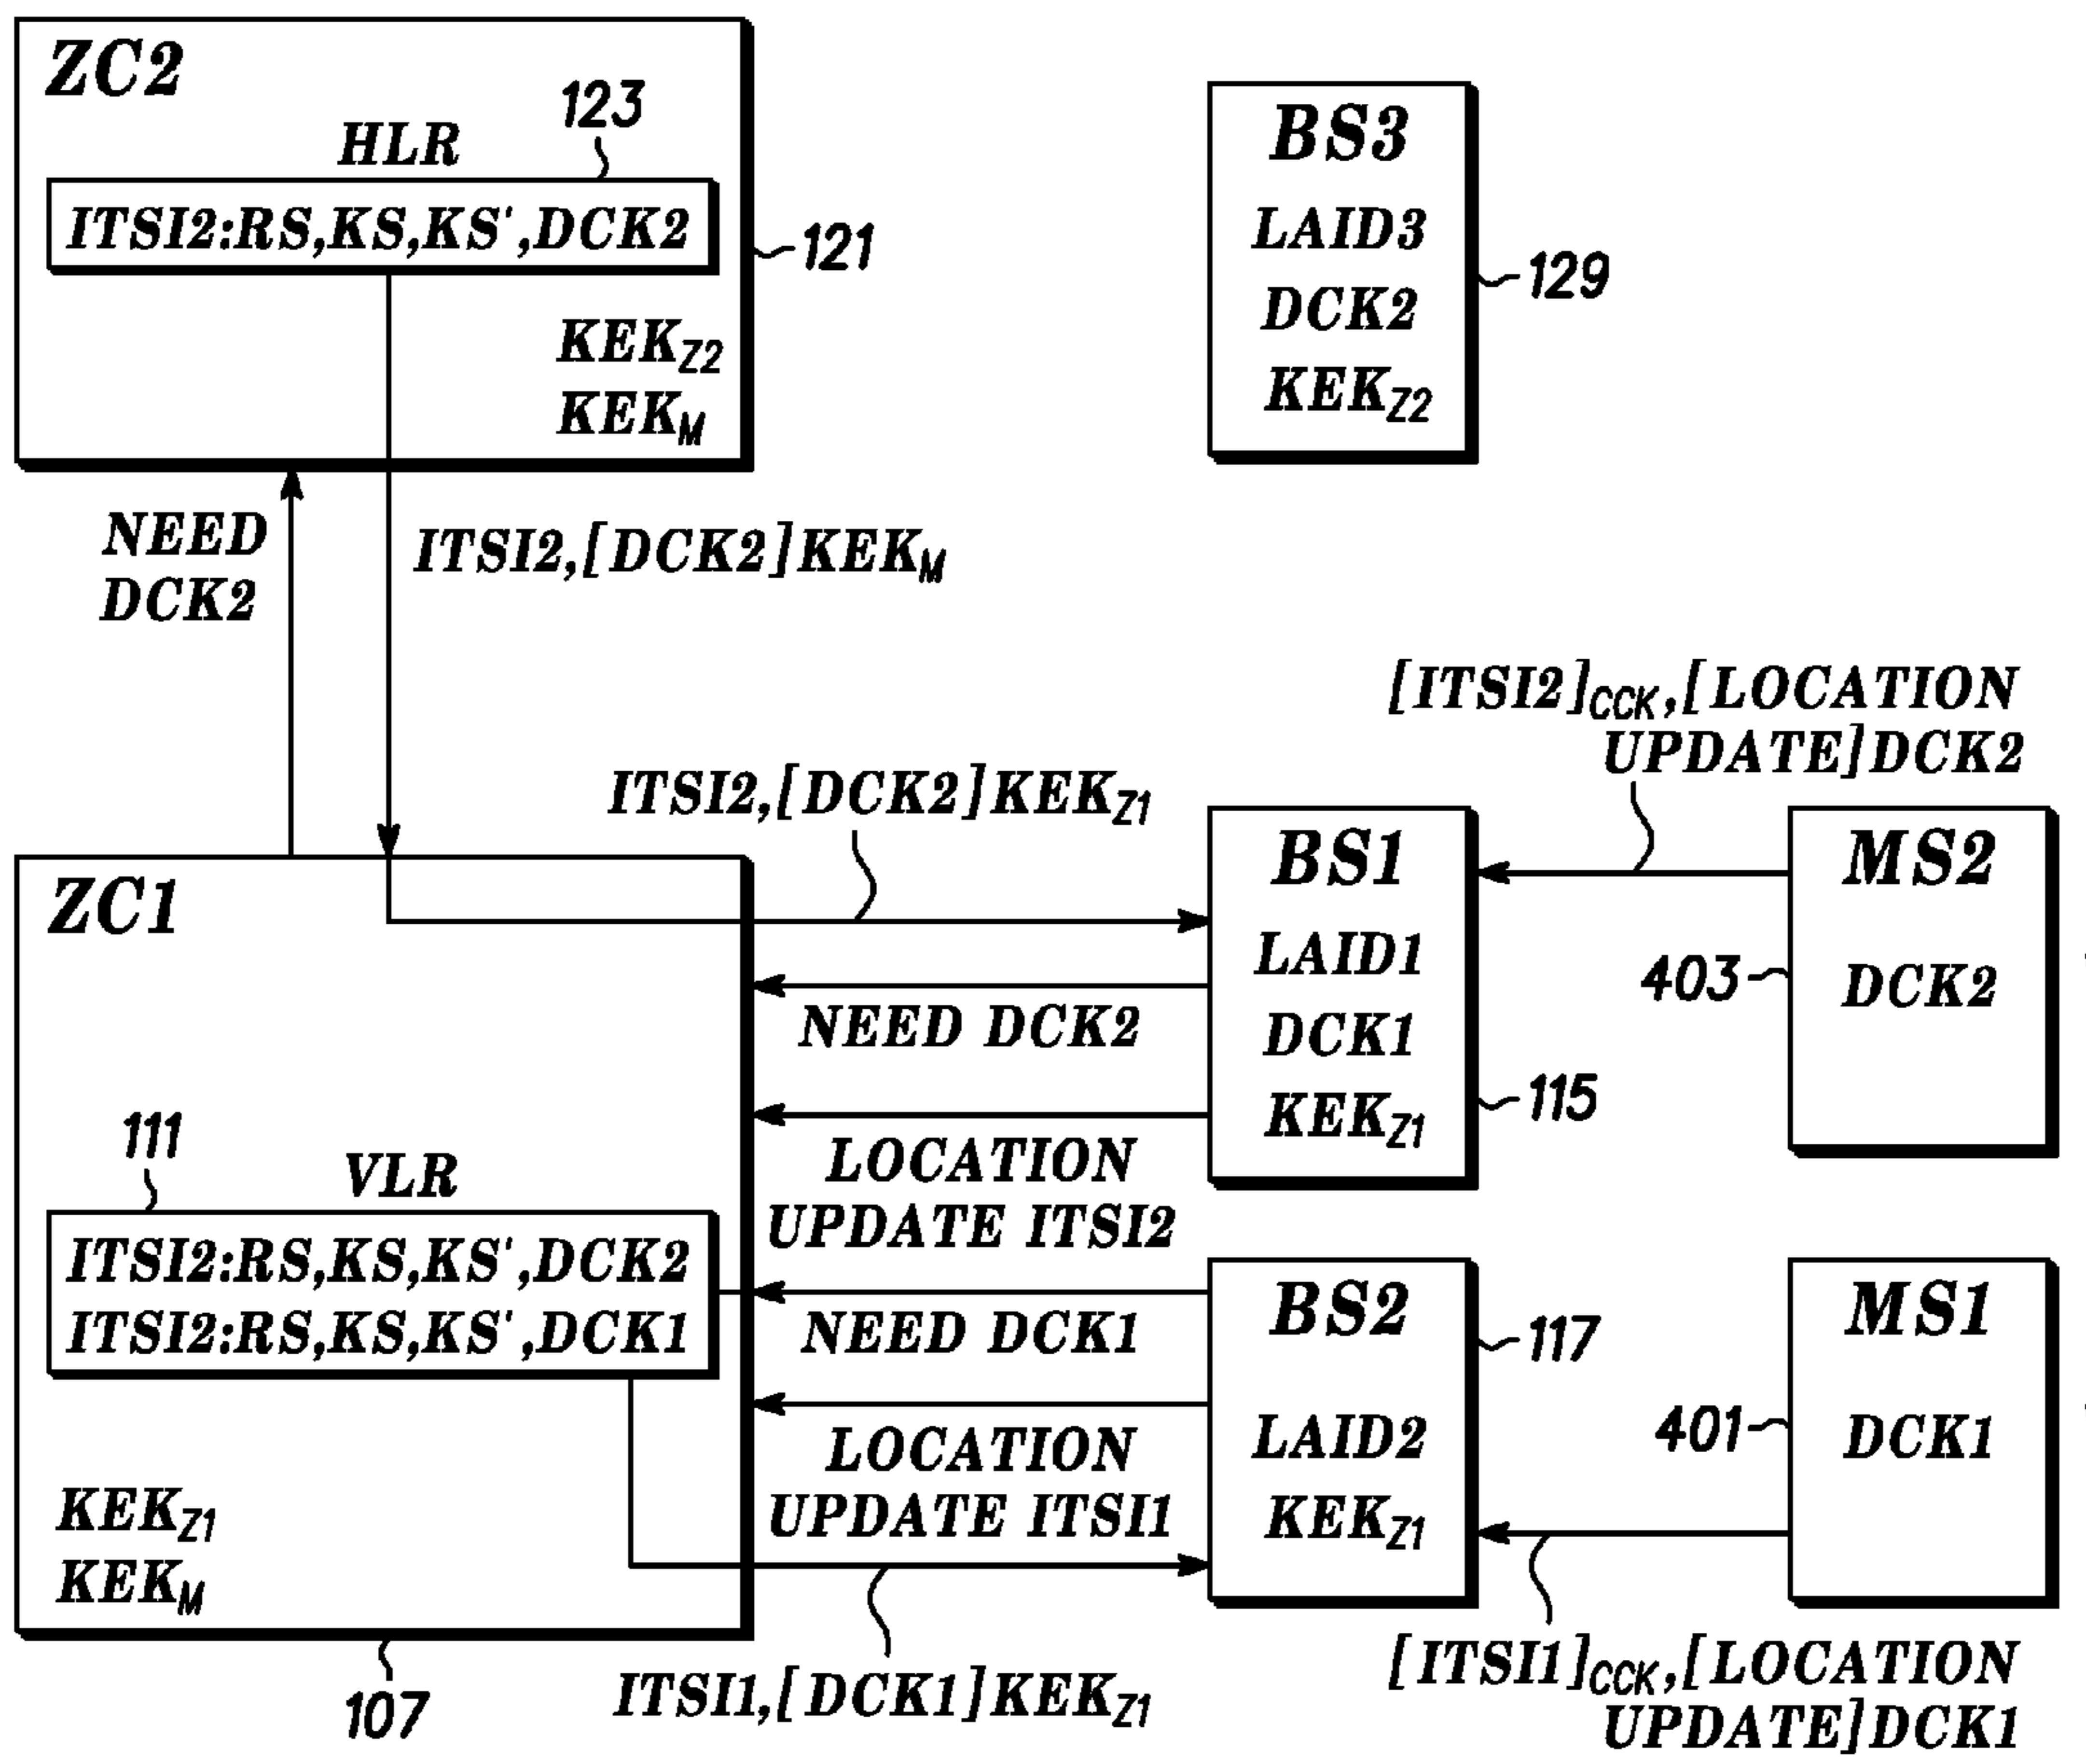 ZC2
123
HLR
ITSI2:RS,KS,KS',DCK2
121
KEKZ2
KEKM
BS3
LAID3
DCK2
KEKZ2
129
NEED
DCK2
ITSI2,[DCK2]KEKM
[ITSI2]CCK,[LOCATION
UPDATE]DCK2
ITSI2,[DCK2]KEKZ1
ZC1
BS1
LAID1
DCK1
KEKZ1
115
MS2
DCK2
403
NEED DCK2
LOCATION
UPDATE ITSI2
111
VLR
ITSI2:RS,KS,KS',DCK2
ITSI2:RS,KS,KS',DCK1
NEED DCK1
LOCATION
UPDATE ITSI1
BS2
LAID2
KEKZ1
117
MS1
DCK1
401
KEKZ1
KEKM
107
ITSI1,[DCK1]KEKZ1
[ITSI1]CCK,[LOCATION
UPDATE]DCK1